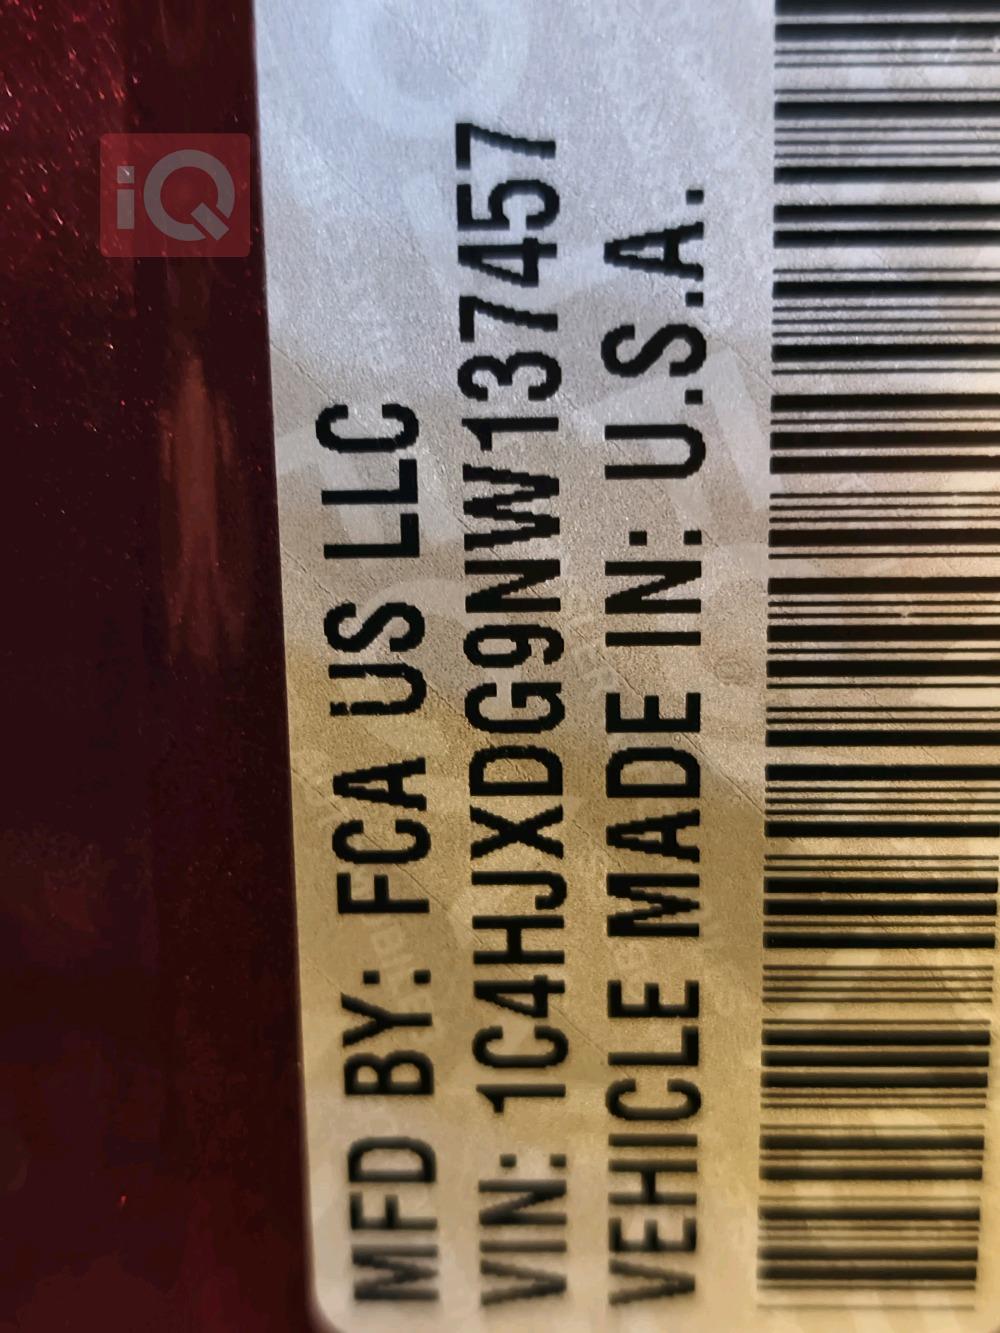 iQ
MFD BY: FCA US LLC
VIN: 1C4HJXDG9NW137457
VEHICLE MADE IN: U.S.A.